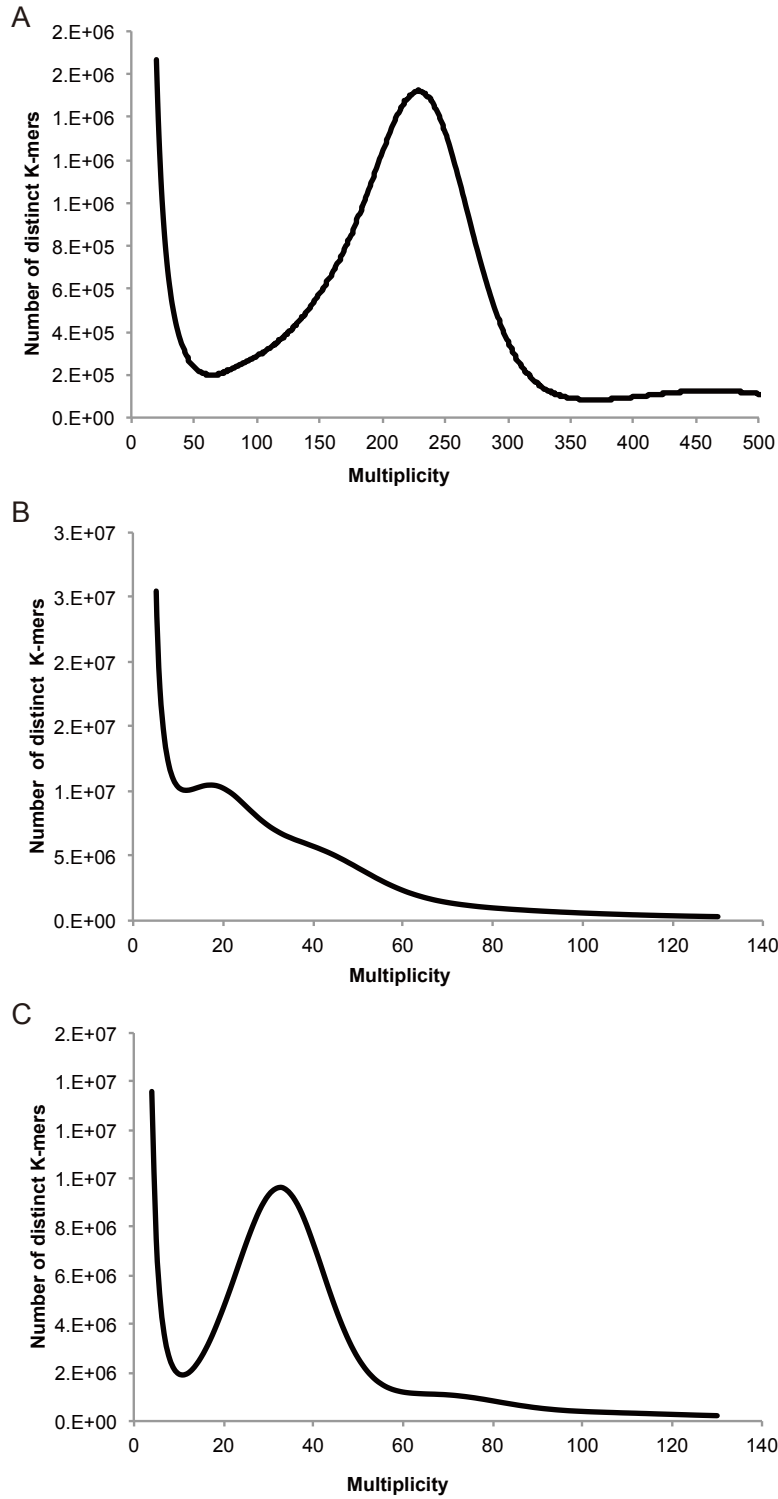 A
2.E+06
2.E+06
1.E+06
1.E+06
1.E+06
8.E+05
6.E+05
4.E+05
2.E+05
0.E+00
Number of distinct K-mers
0 50 100 150 200 250 300 350 400 450 500
Multiplicity
B
3.E+07
3.E+07
2.E+07
2.E+07
1.E+07
5.E+06
0.E+00
Number of distinct K-mers
0 20 40 60 80 100 120 140
Multiplicity
C
2.E+07
1.E+07
1.E+07
1.E+07
8.E+06
6.E+06
4.E+06
2.E+06
0.E+00
Number of distinct K-mers
0 20 40 60 80 100 120 140
Multiplicity